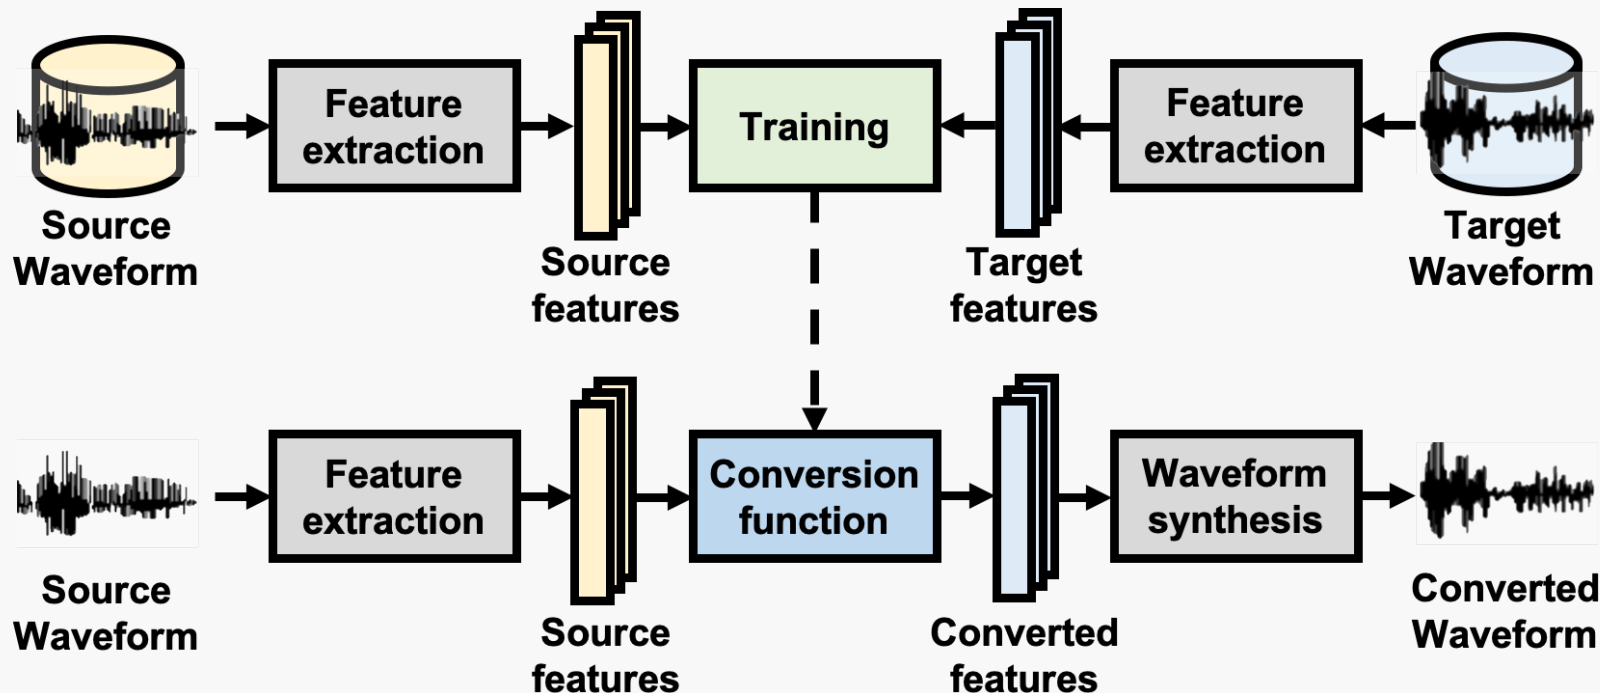 Feature
extraction
Training
Feature
extraction
Source
Waveform
Source
features
Target
features
Target
Waveform
Feature
extraction
Conversion
function
Waveform
synthesis
Source
Waveform
Source
features
Converted
features
Converted
Waveform